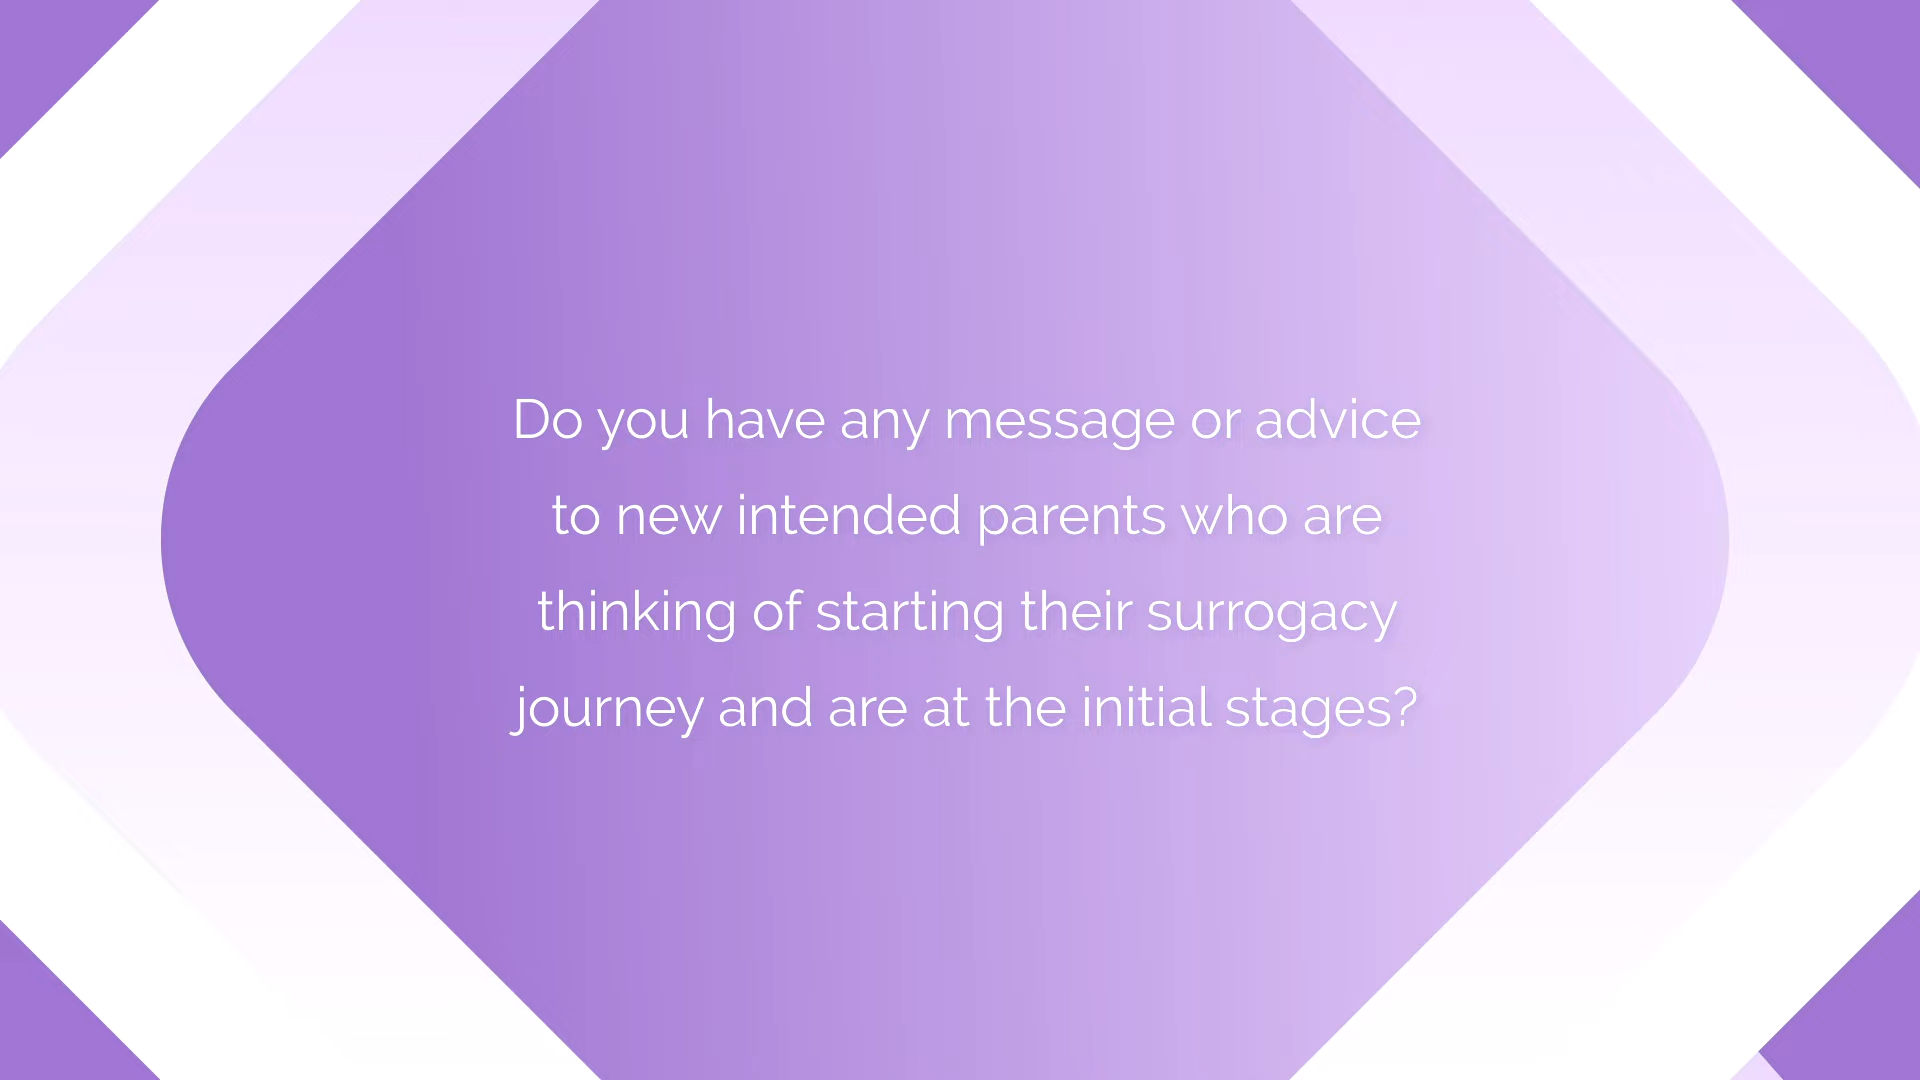 Do you have any message or advice
to new intended parents who are
thinking of starting their surrogacy
journey and are at the initial stages?